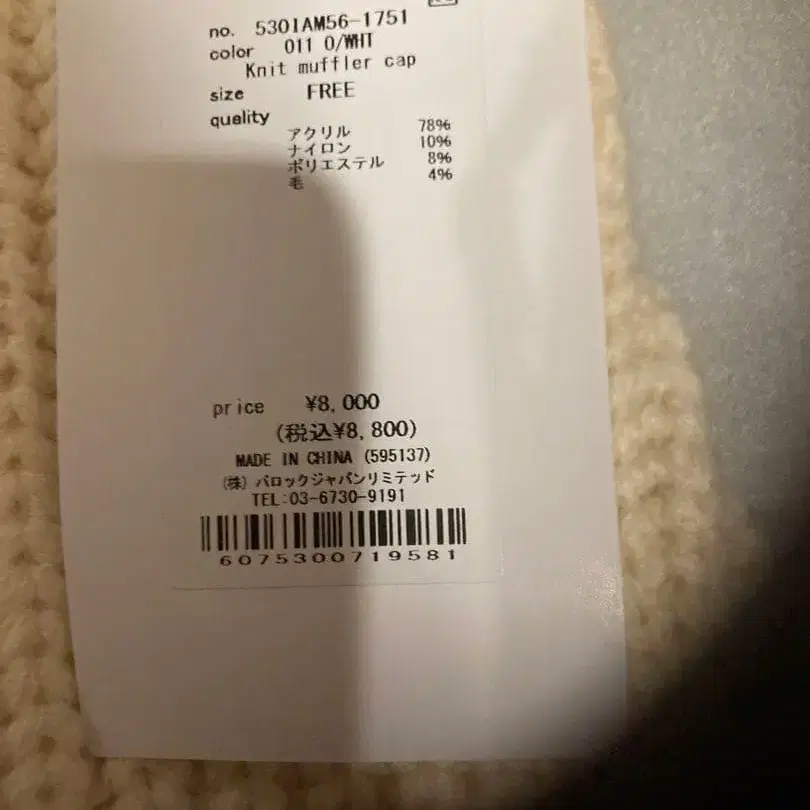 no. 530IAM56-1751
color 011 O/WHT
Knit muffler cap
size FREE
quality
アクリル 78%
ナイロン 10%
ポリエステル 8%
毛 4%
price ¥8,000
(税込¥8,800)
MADE IN CHINA (595137)
(株) バロックジャパンリミテッド
TEL:03-6730-9191
6075300719581